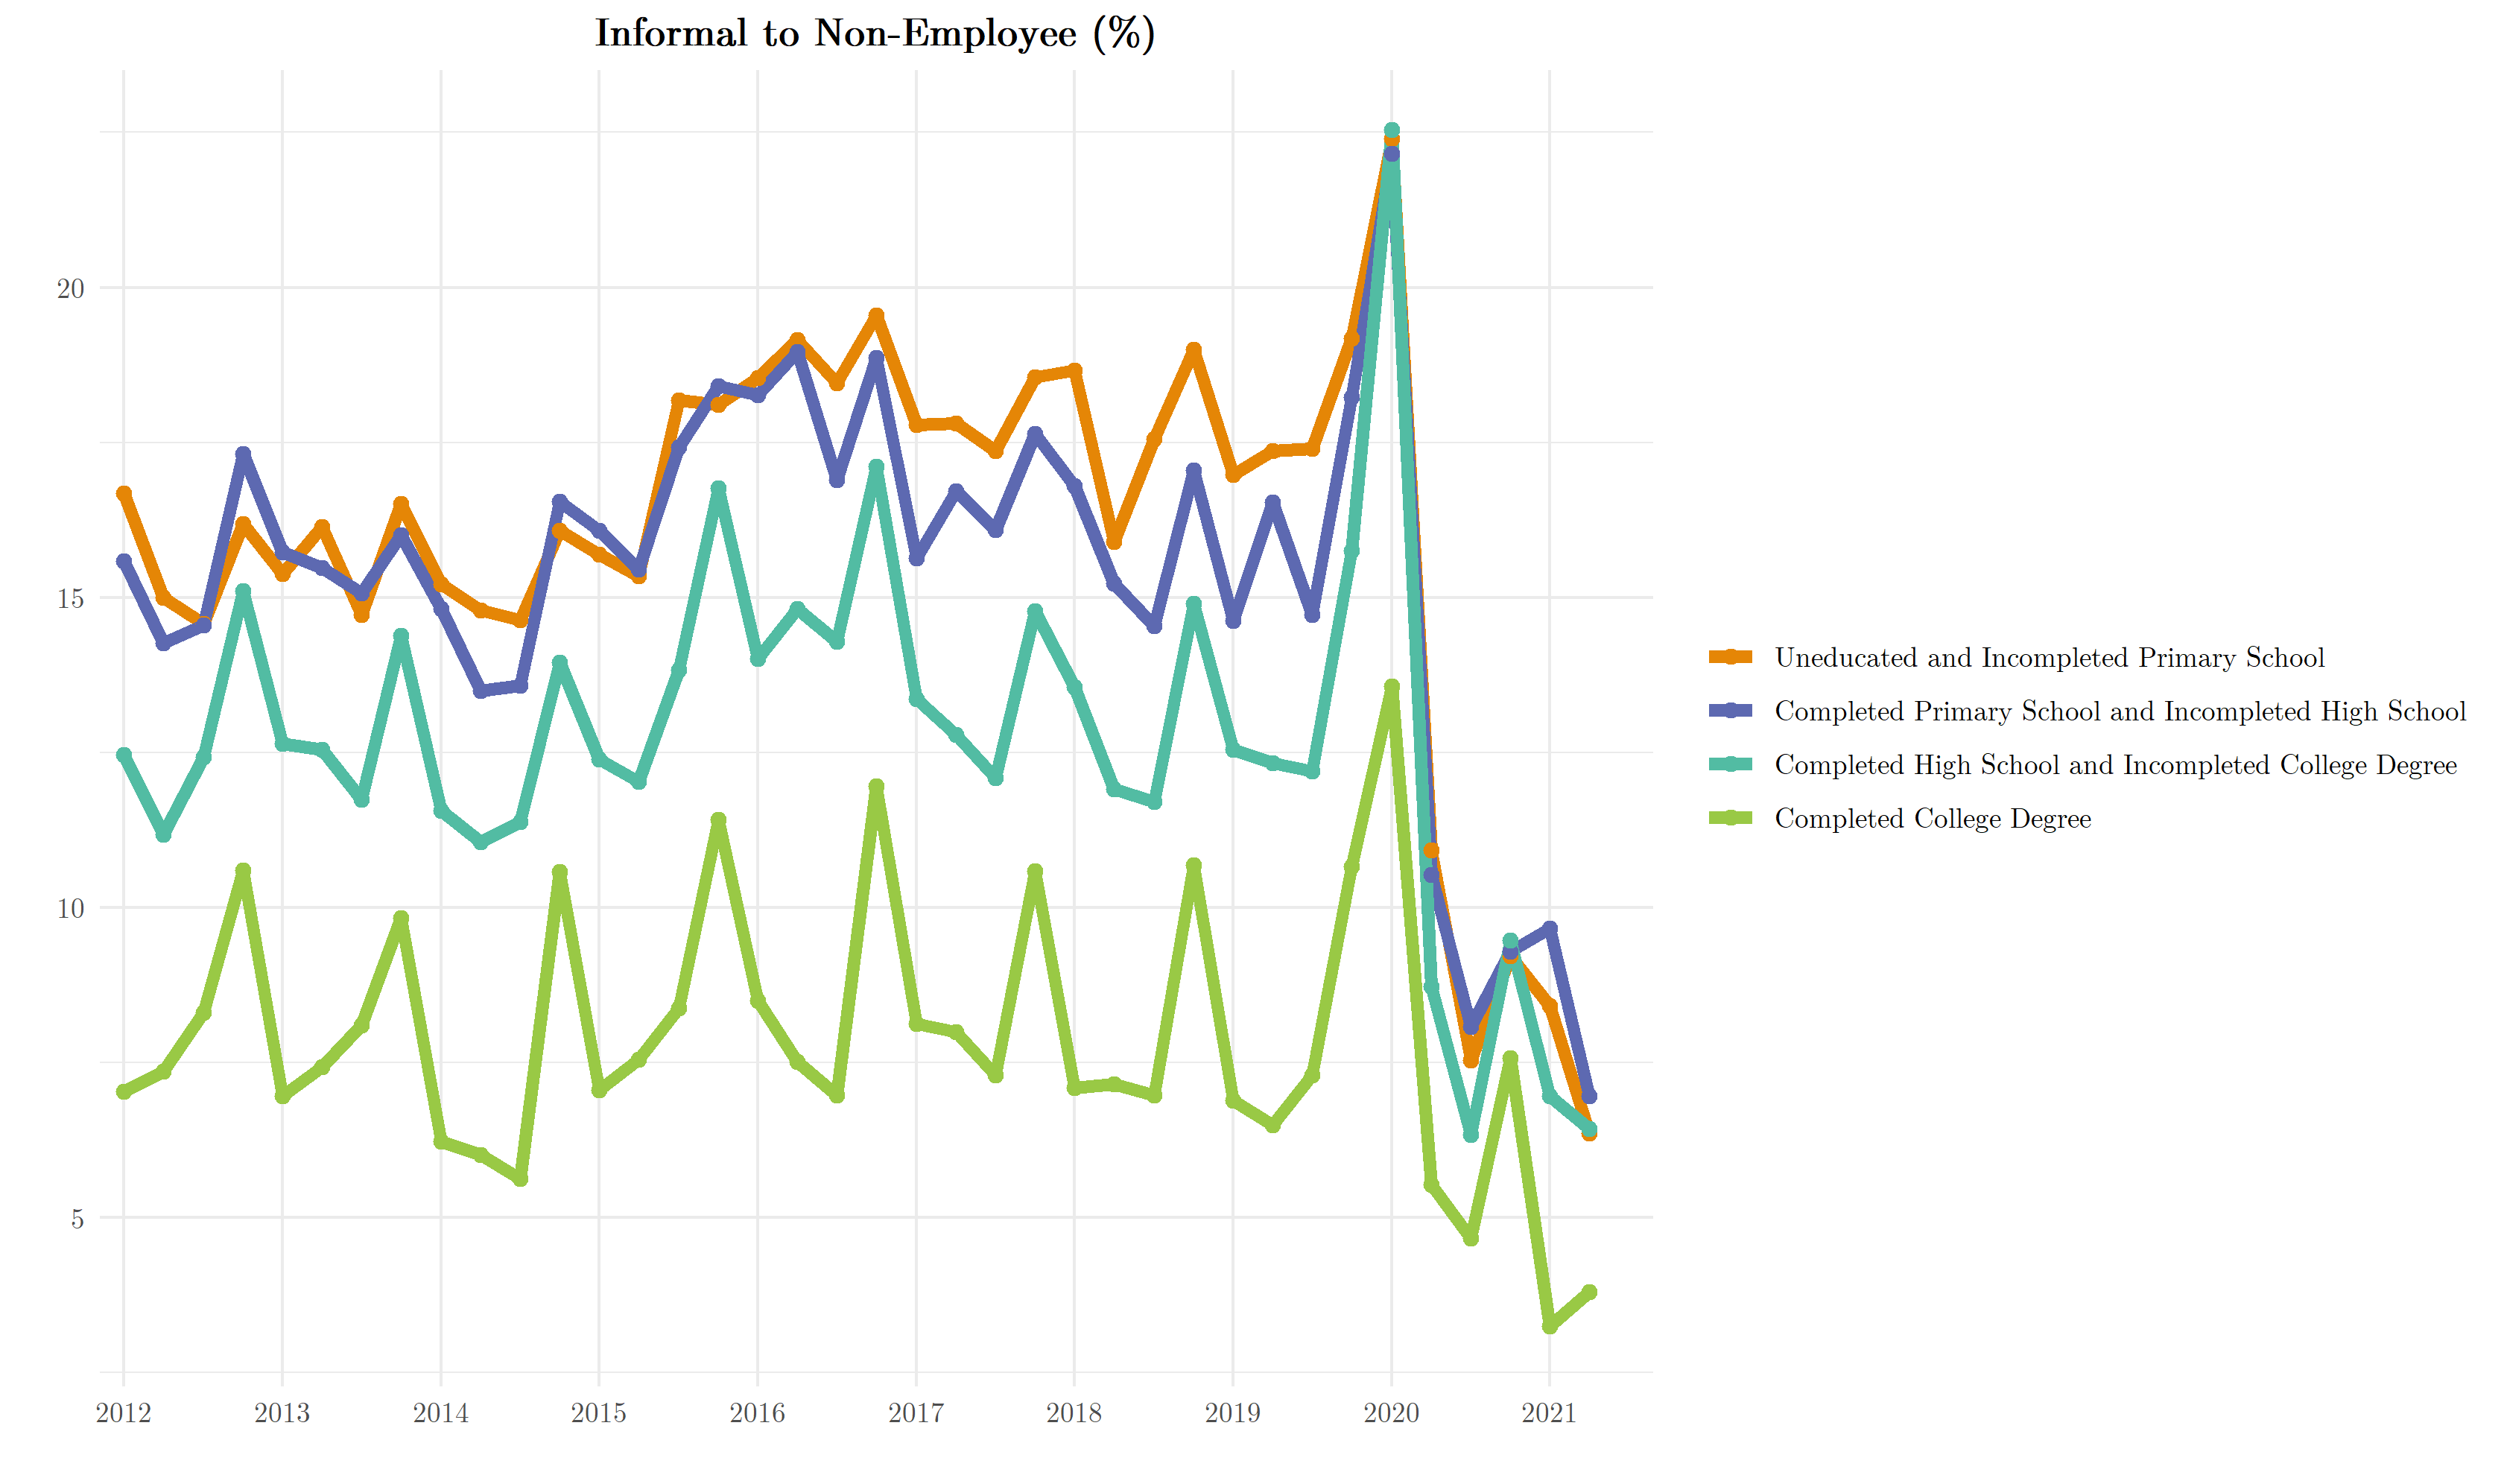 Informal to Non-Employee (%)
20
15
10
5
2012 2013 2014 2015 2016 2017 2018 2019 2020 2021
Uneducated and Incompleted Primary School
Completed Primary School and Incompleted High School
Completed High School and Incompleted College Degree
Completed College Degree